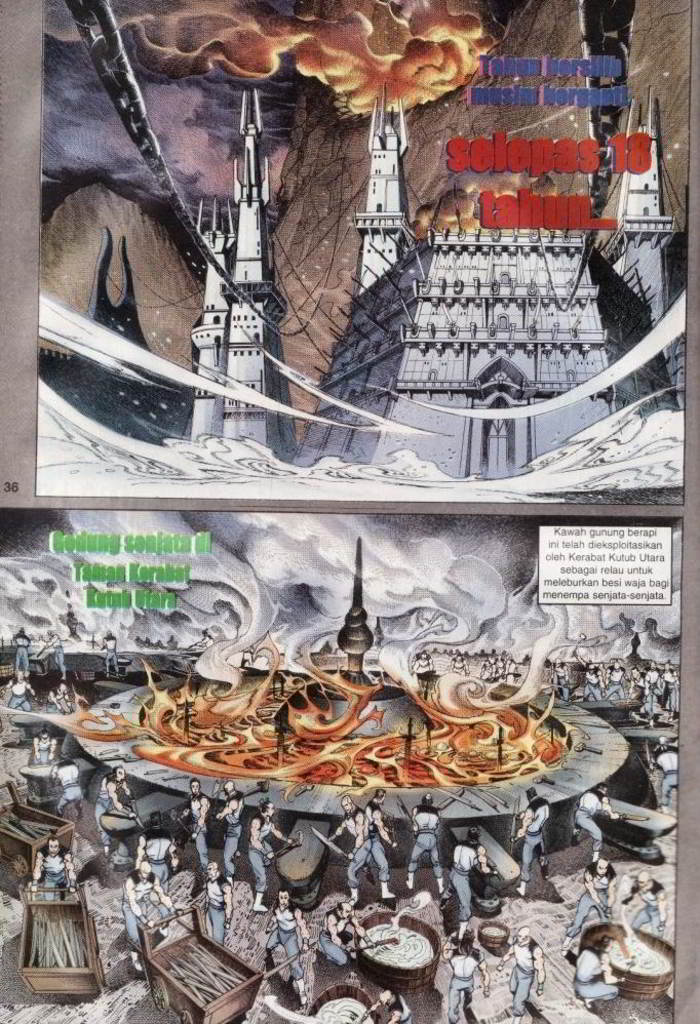 Tahun bersilih
musim berganti
selepas 18
tahun...
36
Gedung senjata di
Taman Kerabat
Kutub Utara
Kawah gunung berapi
ini telah dieksploitasikan
oleh Kerabat Kutub Utara
sebagai relau untuk
meleburkan besi waja bagi
menempa senjata-senjata.